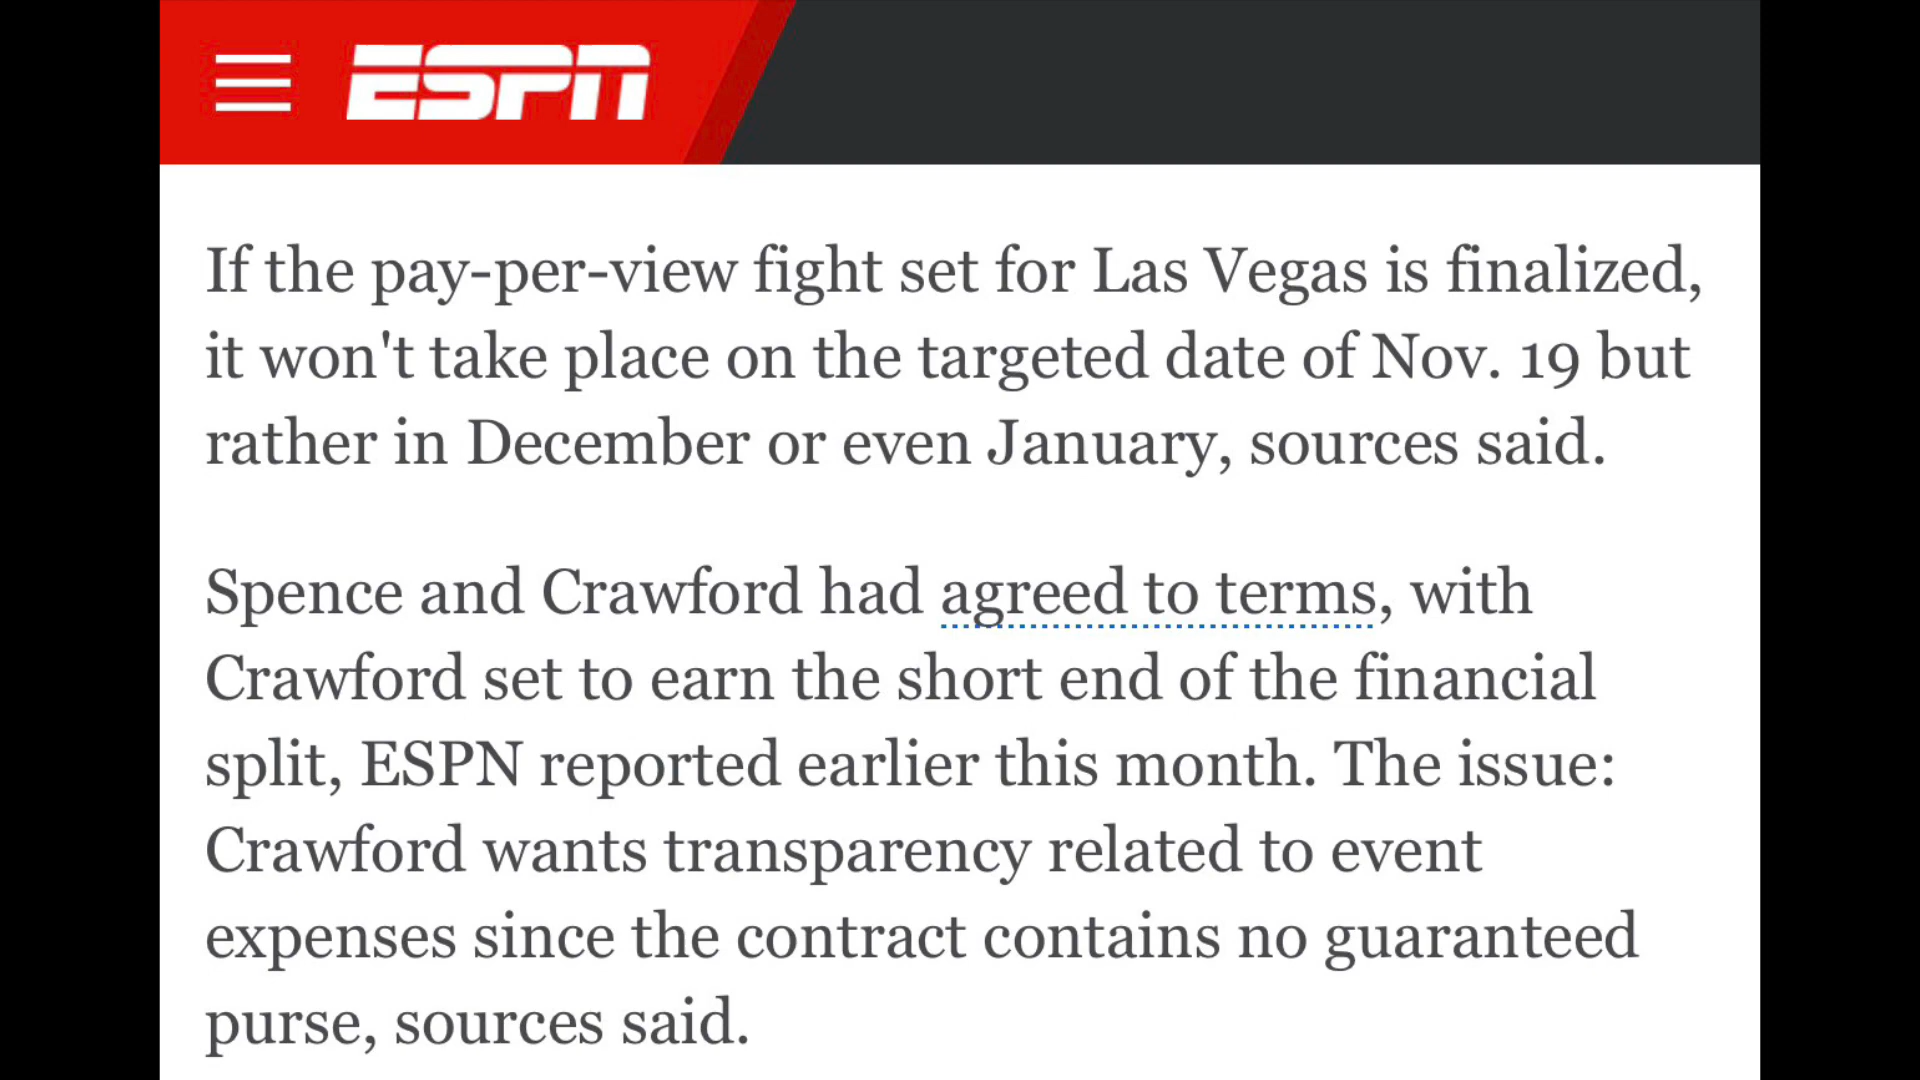 ESPN
If the pay-per-view fight set for Las Vegas is finalized,
it won't take place on the targeted date of Nov. 19 but
rather in December or even January, sources said.
Spence and Crawford had agreed to terms, with
Crawford set to earn the short end of the financial
split, ESPN reported earlier this month. The issue:
Crawford wants transparency related to event
expenses since the contract contains no guaranteed
purse, sources said.